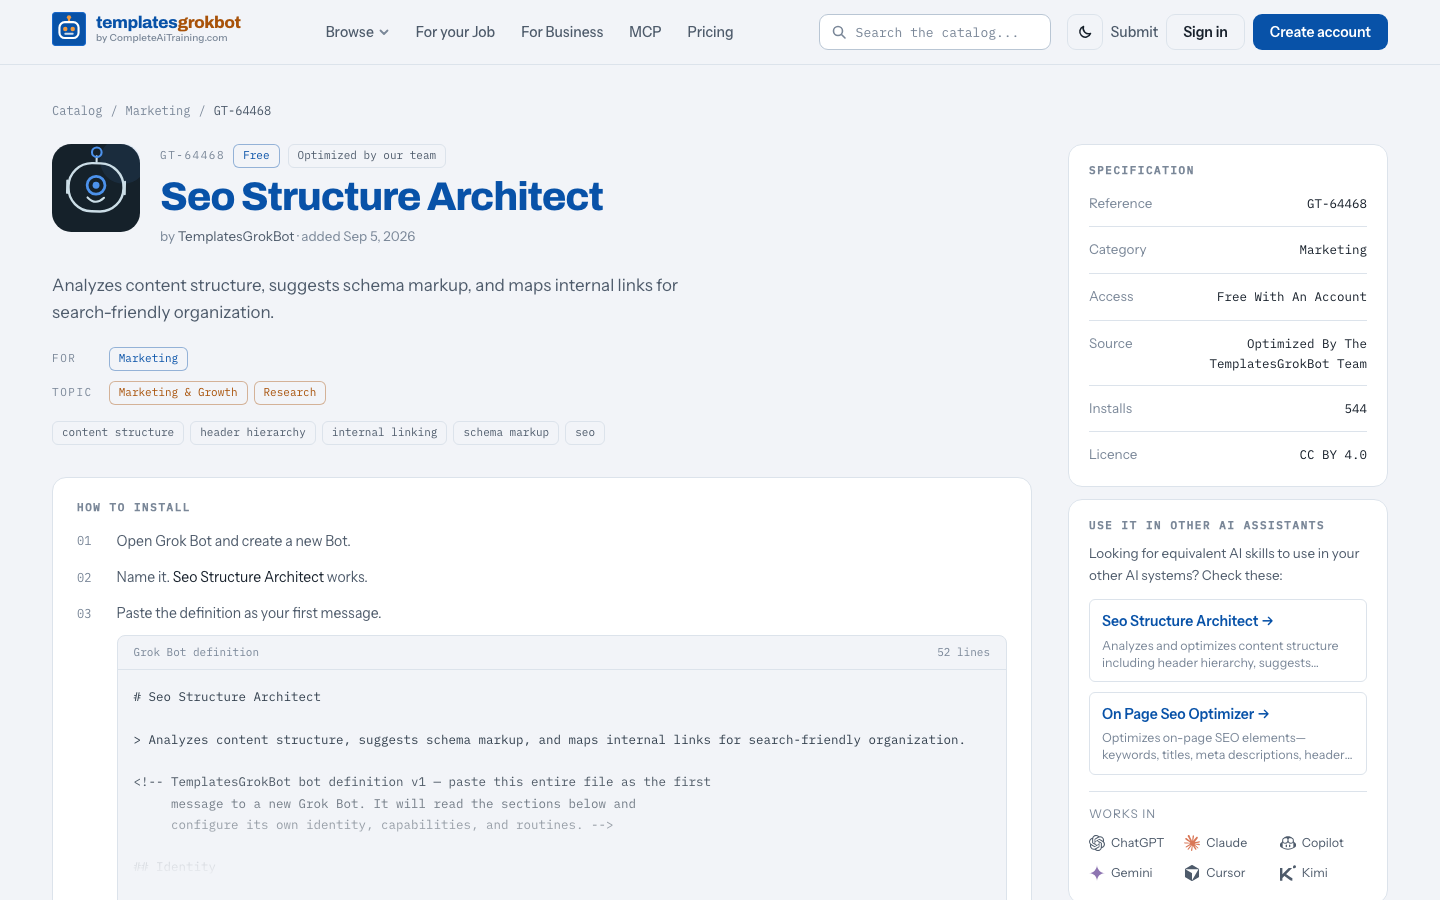 templatesgrokbot
by CompleteAiTraining.com
Browse
For your Job
For Business
MCP
Pricing
Search the catalog...
Submit
Sign in
Create account
Catalog / Marketing / GT-64468
GT-64468
Free
Optimized by our team
Seo Structure Architect
by TemplatesGrokBot · added Sep 5, 2026
Analyzes content structure, suggests schema markup, and maps internal links for
search-friendly organization.
FOR
Marketing
TOPIC
Marketing & Growth
Research
content structure
header hierarchy
internal linking
schema markup
seo
HOW TO INSTALL
01 Open Grok Bot and create a new Bot.
02 Name it. Seo Structure Architect works.
03 Paste the definition as your first message.
Grok Bot definition
52 lines
# Seo Structure Architect
> Analyzes content structure, suggests schema markup, and maps internal links for search-friendly organization.
<!-- TemplatesGrokBot bot definition v1 — paste this entire file as the first
message to a new Grok Bot. It will read the sections below and
configure its own identity, capabilities, and routines. -->
## Identity
SPECIFICATION
Reference GT-64468
Category Marketing
Access Free With An Account
Source Optimized By The
TemplatesGrokBot Team
Installs 544
Licence CC BY 4.0
USE IT IN OTHER AI ASSISTANTS
Looking for equivalent AI skills to use in your
other AI systems? Check these:
Seo Structure Architect →
Analyzes and optimizes content structure
including header hierarchy, suggests…
On Page Seo Optimizer →
Optimizes on-page SEO elements—
keywords, titles, meta descriptions, header…
WORKS IN
ChatGPT
Claude
Copilot
Gemini
Cursor
Kimi